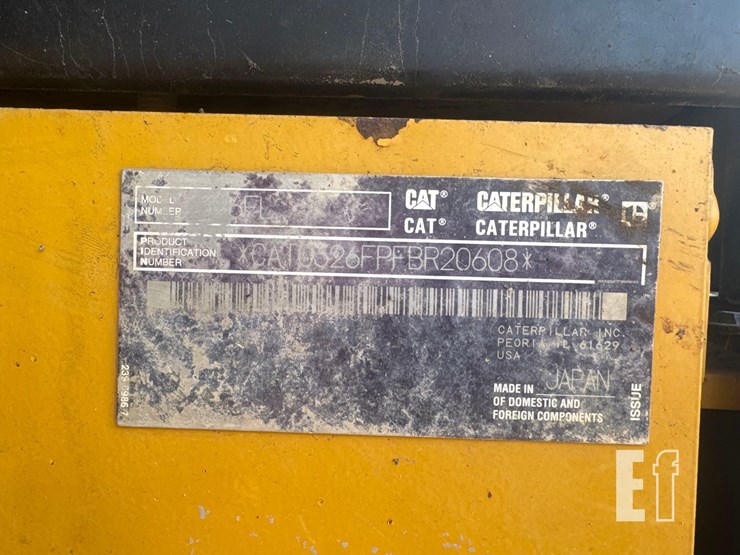 MODEL
NUMBER
CAT CATERPILLAR®
CAT® CATERPILLAR®
PRODUCT
IDENTIFICATION
NUMBER
*CAT0326FPFBR20608*
CATERPILLAR INC.
PEORIA IL 61629
USA
MADE IN JAPAN
OF DOMESTIC AND
FOREIGN COMPONENTS
ISSUE
Ef